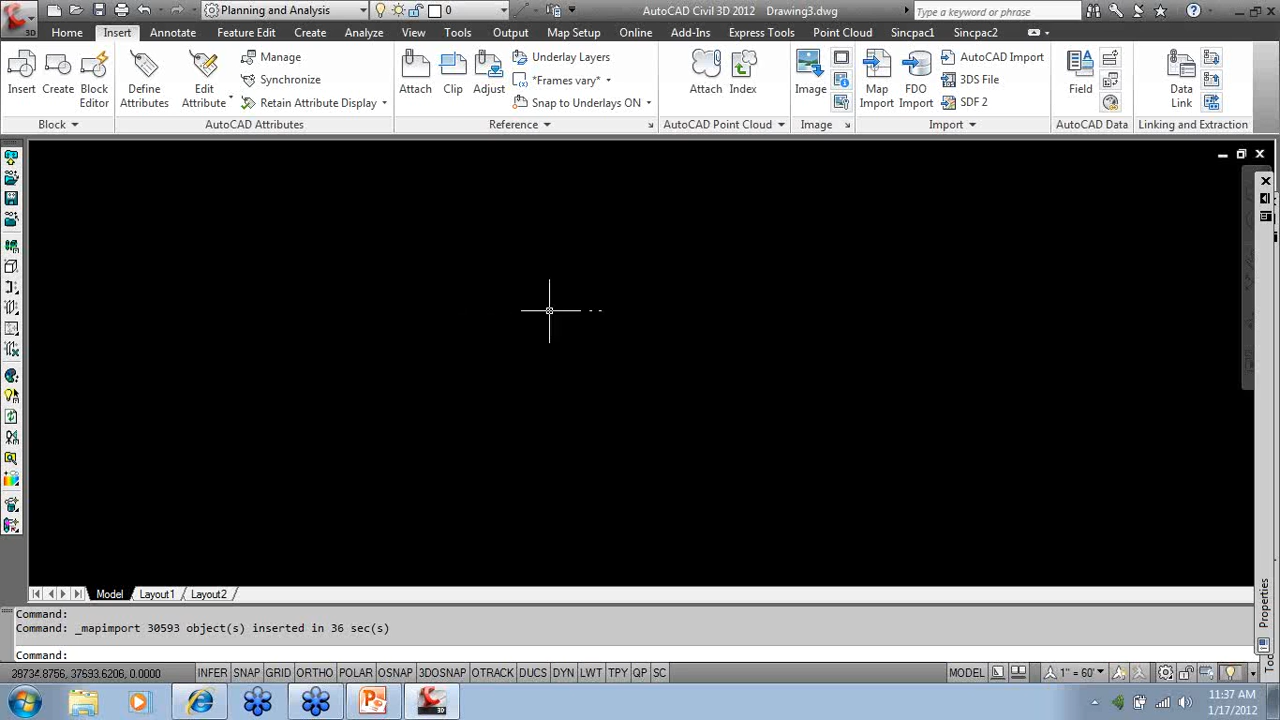 Planning and Analysis
0
AutoCAD Civil 3D 2012 Drawing3.dwg
Type a keyword or phrase
3D
Home Insert Annotate Feature Edit Create Analyze View Tools Output Map Setup Online Add-Ins Express Tools Point Cloud Sincpac1 Sincpac2
Insert
Create
Block Editor
Define Attributes
Edit Attribute
Manage
Synchronize
Retain Attribute Display
Attach
Clip
Adjust
Underlay Layers
*Frames vary*
Snap to Underlays ON
Attach
Index
Image
Map Import
FDO Import
AutoCAD Import
3DS File
SDF 2
Field
Data Link
Block
AutoCAD Attributes
Reference
AutoCAD Point Cloud
Image
Import
AutoCAD Data
Linking and Extraction
Properties
Model Layout1 Layout2
Command:
Command: _mapimport 30593 object(s) inserted in 36 sec(s)
Command:
28734.8756, 37593.6206, 0.0000
INFER SNAP GRID ORTHO POLAR OSNAP 3DOSNAP OTRACK DUCS DYN LWT TPY QP SC
MODEL
1" = 60'
11:37 AM
1/17/2012